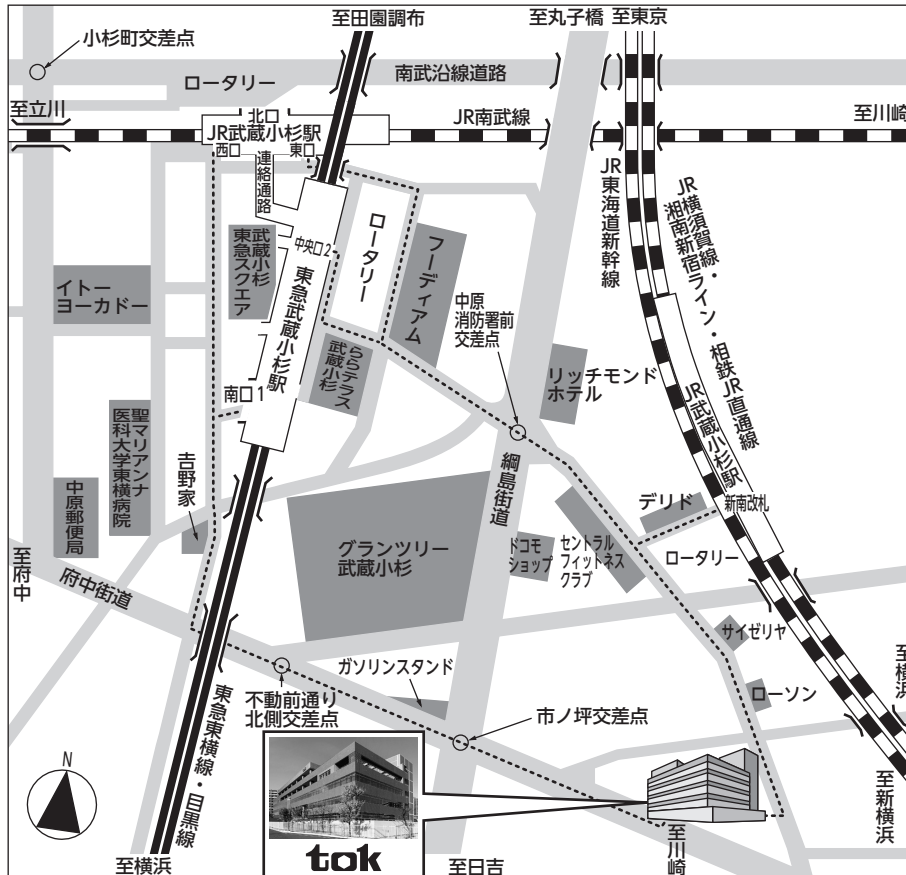 至田園調布
至丸子橋
至東京
小杉町交差点
ロータリー
南武沿線道路
至立川
北口
JR武蔵小杉駅
西口
東口
連絡通路
JR南武線
至川崎
JR東海道新幹線
JR横須賀線・
湘南新宿ライン・相鉄JR直通線
中央口2
武蔵小杉
東急スクエア
東急武蔵小杉駅
ロータリー
フーディアム
イトー
ヨーカドー
中原
消防署前
交差点
ららテラス
武蔵小杉
リッチモンド
ホテル
JR武蔵小杉駅
南口1
聖マリアンナ
医科大学東横病院
中原郵便局
吉野家
綱島街道
デリド
新南改札
ロータリー
グランツリー
武蔵小杉
ドコモ
ショップ
セントラル
フィットネス
クラブ
至府中
府中街道
サイゼリヤ
ガソリンスタンド
ローソン
至横浜
不動前通り
北側交差点
市ノ坪交差点
東急東横線・目黒線
N
tok
至横浜
至日吉
至川崎
至新横浜